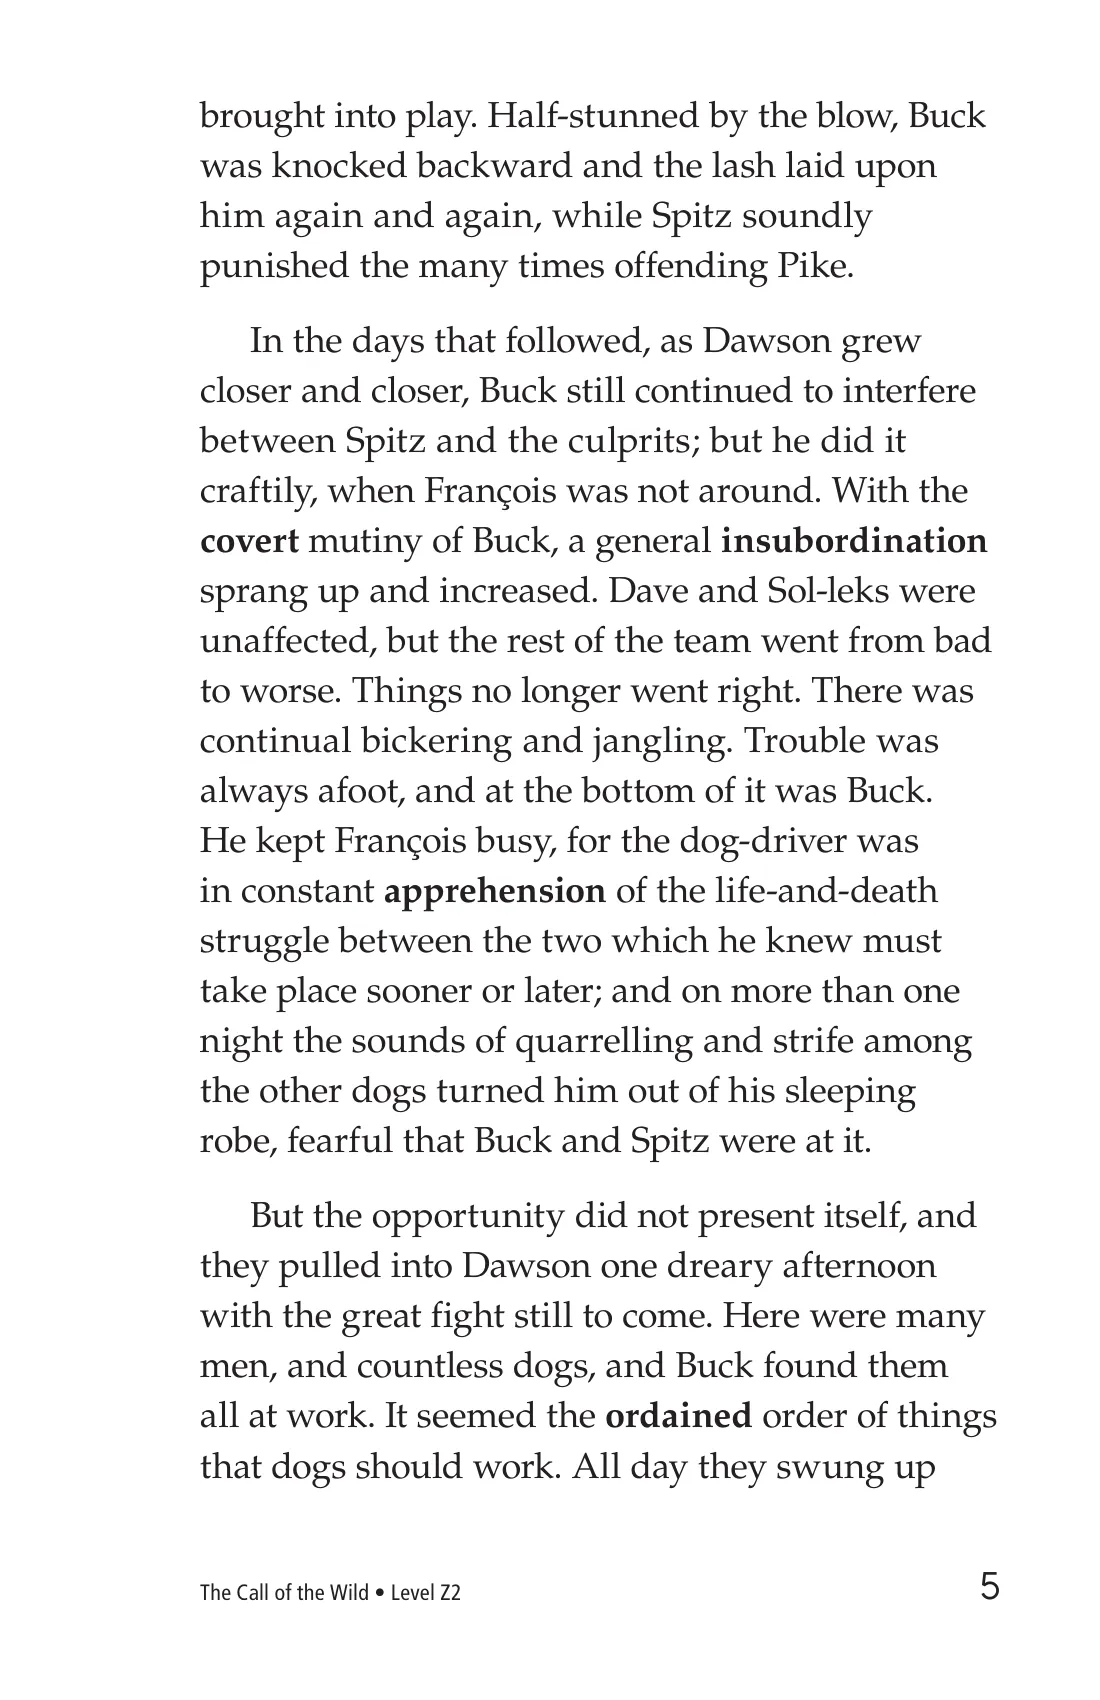 brought into play. Half-stunned by the blow, Buck
was knocked backward and the lash laid upon
him again and again, while Spitz soundly
punished the many times offending Pike.
In the days that followed, as Dawson grew
closer and closer, Buck still continued to interfere
between Spitz and the culprits; but he did it
craftily, when François was not around. With the
covert mutiny of Buck, a general insubordination
sprang up and increased. Dave and Sol-leks were
unaffected, but the rest of the team went from bad
to worse. Things no longer went right. There was
continual bickering and jangling. Trouble was
always afoot, and at the bottom of it was Buck.
He kept François busy, for the dog-driver was
in constant apprehension of the life-and-death
struggle between the two which he knew must
take place sooner or later; and on more than one
night the sounds of quarrelling and strife among
the other dogs turned him out of his sleeping
robe, fearful that Buck and Spitz were at it.
But the opportunity did not present itself, and
they pulled into Dawson one dreary afternoon
with the great fight still to come. Here were many
men, and countless dogs, and Buck found them
all at work. It seemed the ordained order of things
that dogs should work. All day they swung up
The Call of the Wild • Level Z2
5